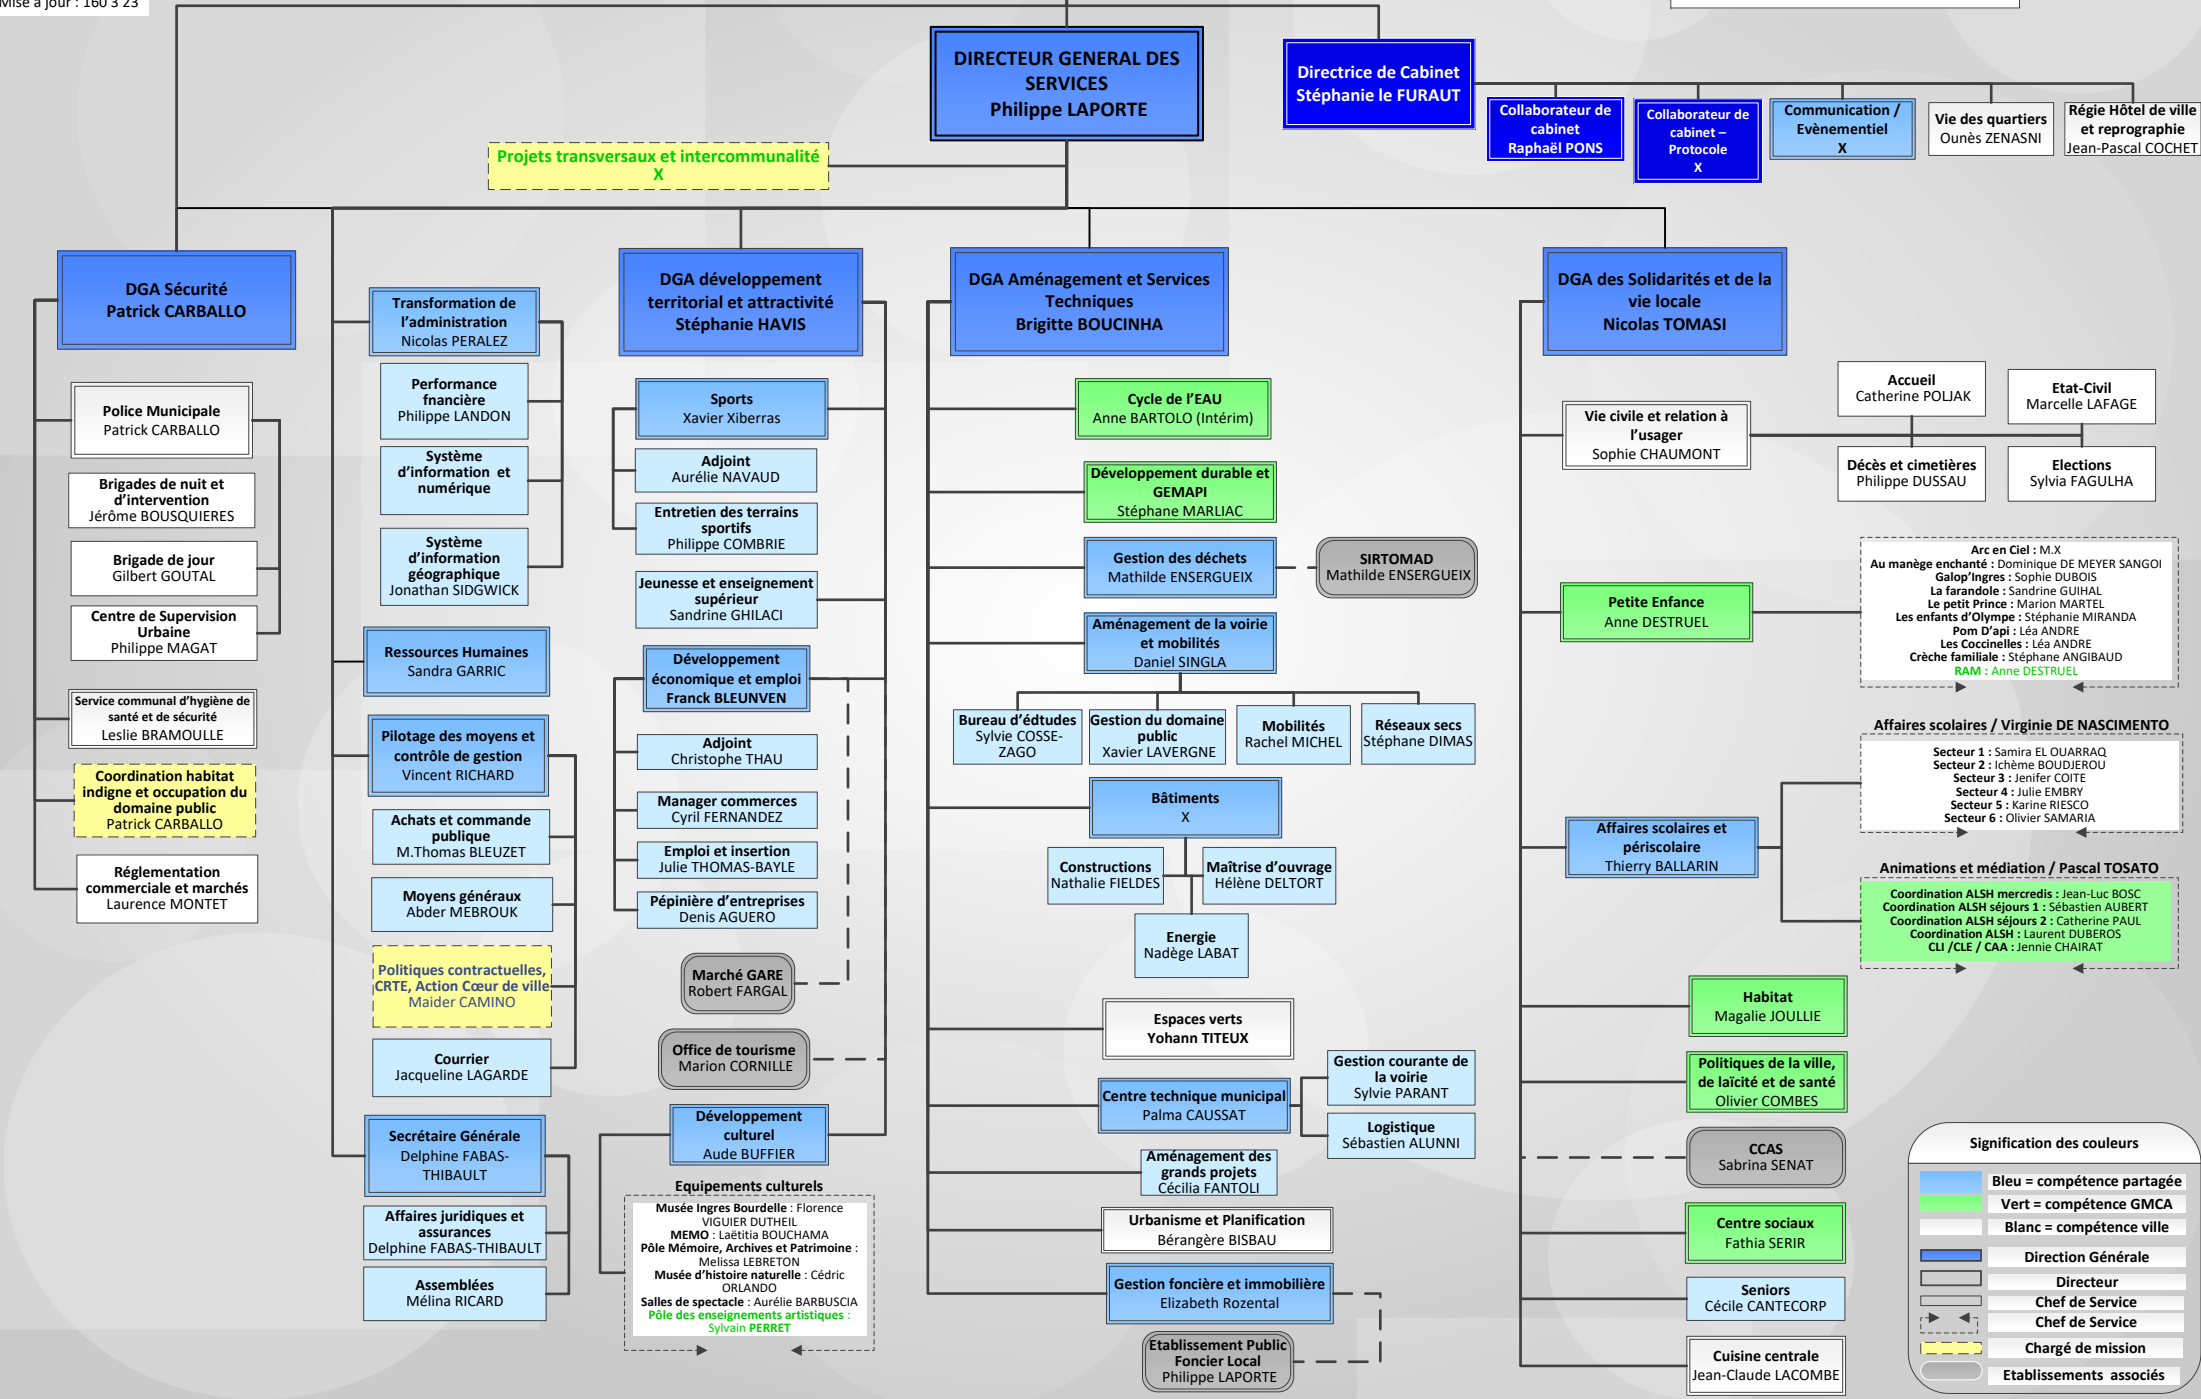 Mise à jour : 160 3 23
DIRECTEUR GENERAL DES
SERVICES
Philippe LAPORTE
Directrice de Cabinet
Stéphanie le FURAUT
Collaborateur de
cabinet
Raphaël PONS
Collaborateur de
cabinet –
Protocole
X
Communication /
Evènementiel
X
Vie des quartiers
Ounès ZENASNI
Régie Hôtel de ville
et reprographie
Jean-Pascal COCHET
Projets transversaux et intercommunalité
X
DGA Sécurité
Patrick CARBALLO
Police Municipale
Patrick CARBALLO
Brigades de nuit et
d'intervention
Jérôme BOUSQUIERES
Brigade de jour
Gilbert GOUTAL
Centre de Supervision
Urbaine
Philippe MAGAT
Service communal d'hygiène de
santé et de sécurité
Leslie BRAMOULLE
Coordination habitat
indigne et occupation du
domaine public
Patrick CARBALLO
Réglementation
commerciale et marchés
Laurence MONTET
Transformation de
l'administration
Nicolas PERALEZ
Performance
fnancière
Philippe LANDON
Système
d'information et
numérique
Système
d'information
géographique
Jonathan SIDGWICK
Ressources Humaines
Sandra GARRIC
Pilotage des moyens et
contrôle de gestion
Vincent RICHARD
Achats et commande
publique
M.Thomas BLEUZET
Moyens généraux
Abder MEBROUK
Politiques contractuelles,
CRTE, Action Cœur de ville
Maider CAMINO
Courrier
Jacqueline LAGARDE
Secrétaire Générale
Delphine FABAS-
THIBAULT
Affaires juridiques et
assurances
Delphine FABAS-THIBAULT
Assemblées
Mélina RICARD
DGA développement
territorial et attractivité
Stéphanie HAVIS
Sports
Xavier Xiberras
Adjoint
Aurélie NAVAUD
Entretien des terrains
sportifs
Philippe COMBRIE
Jeunesse et enseignement
supérieur
Sandrine GHILACI
Développement
économique et emploi
Franck BLEUNVEN
Adjoint
Christophe THAU
Manager commerces
Cyril FERNANDEZ
Emploi et insertion
Julie THOMAS-BAYLE
Pépinière d'entreprises
Denis AGUERO
Marché GARE
Robert FARGAL
Office de tourisme
Marion CORNILLE
Développement
culturel
Aude BUFFIER
Equipements culturels
Musée Ingres Bourdelle : Florence
VIGUIER DUTHEIL
MEMO : Laëtitia BOUCHAMA
Pôle Mémoire, Archives et Patrimoine :
Melissa LEBRETON
Musée d'histoire naturelle : Cédric
ORLANDO
Salles de spectacle : Aurélie BARBUSCIA
Pôle des enseignements artistiques :
Sylvain PERRET
DGA Aménagement et Services
Techniques
Brigitte BOUCINHA
Cycle de l'EAU
Anne BARTOLO (Intérim)
Développement durable et
GEMAPI
Stéphane MARLIAC
Gestion des déchets
Mathilde ENSERGUEIX
SIRTOMAD
Mathilde ENSERGUEIX
Aménagement de la voirie
et mobilités
Daniel SINGLA
Bureau d'édtudes
Sylvie COSSE-
ZAGO
Gestion du domaine
public
Xavier LAVERGNE
Mobilités
Rachel MICHEL
Réseaux secs
Stéphane DIMAS
Bâtiments
X
Constructions
Nathalie FIELDES
Maîtrise d'ouvrage
Hélène DELTORT
Energie
Nadège LABAT
Espaces verts
Yohann TITEUX
Centre technique municipal
Palma CAUSSAT
Gestion courante de
la voirie
Sylvie PARANT
Logistique
Sébastien ALUNNI
Aménagement des
grands projets
Cécilia FANTOLI
Urbanisme et Planification
Bérangère BISBAU
Gestion foncière et immobilière
Elizabeth Rozental
Etablissement Public
Foncier Local
Philippe LAPORTE
DGA des Solidarités et de la
vie locale
Nicolas TOMASI
Vie civile et relation à
l'usager
Sophie CHAUMONT
Accueil
Catherine POLJAK
Etat-Civil
Marcelle LAFAGE
Décès et cimetières
Philippe DUSSAU
Elections
Sylvia FAGULHA
Petite Enfance
Anne DESTRUEL
Arc en Ciel : M.X
Au manège enchanté : Dominique DE MEYER SANGOI
Galop'Ingres : Sophie DUBOIS
La farandole : Sandrine GUIHAL
Le petit Prince : Marion MARTEL
Les enfants d'Olympe : Stéphanie MIRANDA
Pom D'api : Léa ANDRE
Les Coccinelles : Léa ANDRE
Crèche familiale : Stéphane ANGIBAUD
RAM : Anne DESTRUEL
Affaires scolaires et
périscolaire
Thierry BALLARIN
Affaires scolaires / Virginie DE NASCIMENTO
Secteur 1 : Samira EL OUARRAQ
Secteur 2 : Ichème BOUDJEROU
Secteur 3 : Jenifer COITE
Secteur 4 : Julie EMBRY
Secteur 5 : Karine RIESCO
Secteur 6 : Olivier SAMARIA
Animations et médiation / Pascal TOSATO
Coordination ALSH mercredis : Jean-Luc BOSC
Coordination ALSH séjours 1 : Sébastien AUBERT
Coordination ALSH séjours 2 : Catherine PAUL
Coordination ALSH : Laurent DUBEROS
CLI /CLE / CAA : Jennie CHAIRAT
Habitat
Magalie JOULLIE
Politiques de la ville,
de laïcité et de santé
Olivier COMBES
CCAS
Sabrina SENAT
Centre sociaux
Fathia SERIR
Seniors
Cécile CANTECORP
Cuisine centrale
Jean-Claude LACOMBE
Signification des couleurs
Bleu = compétence partagée
Vert = compétence GMCA
Blanc = compétence ville
Direction Générale
Directeur
Chef de Service
Chef de Service
Chargé de mission
Etablissements associés